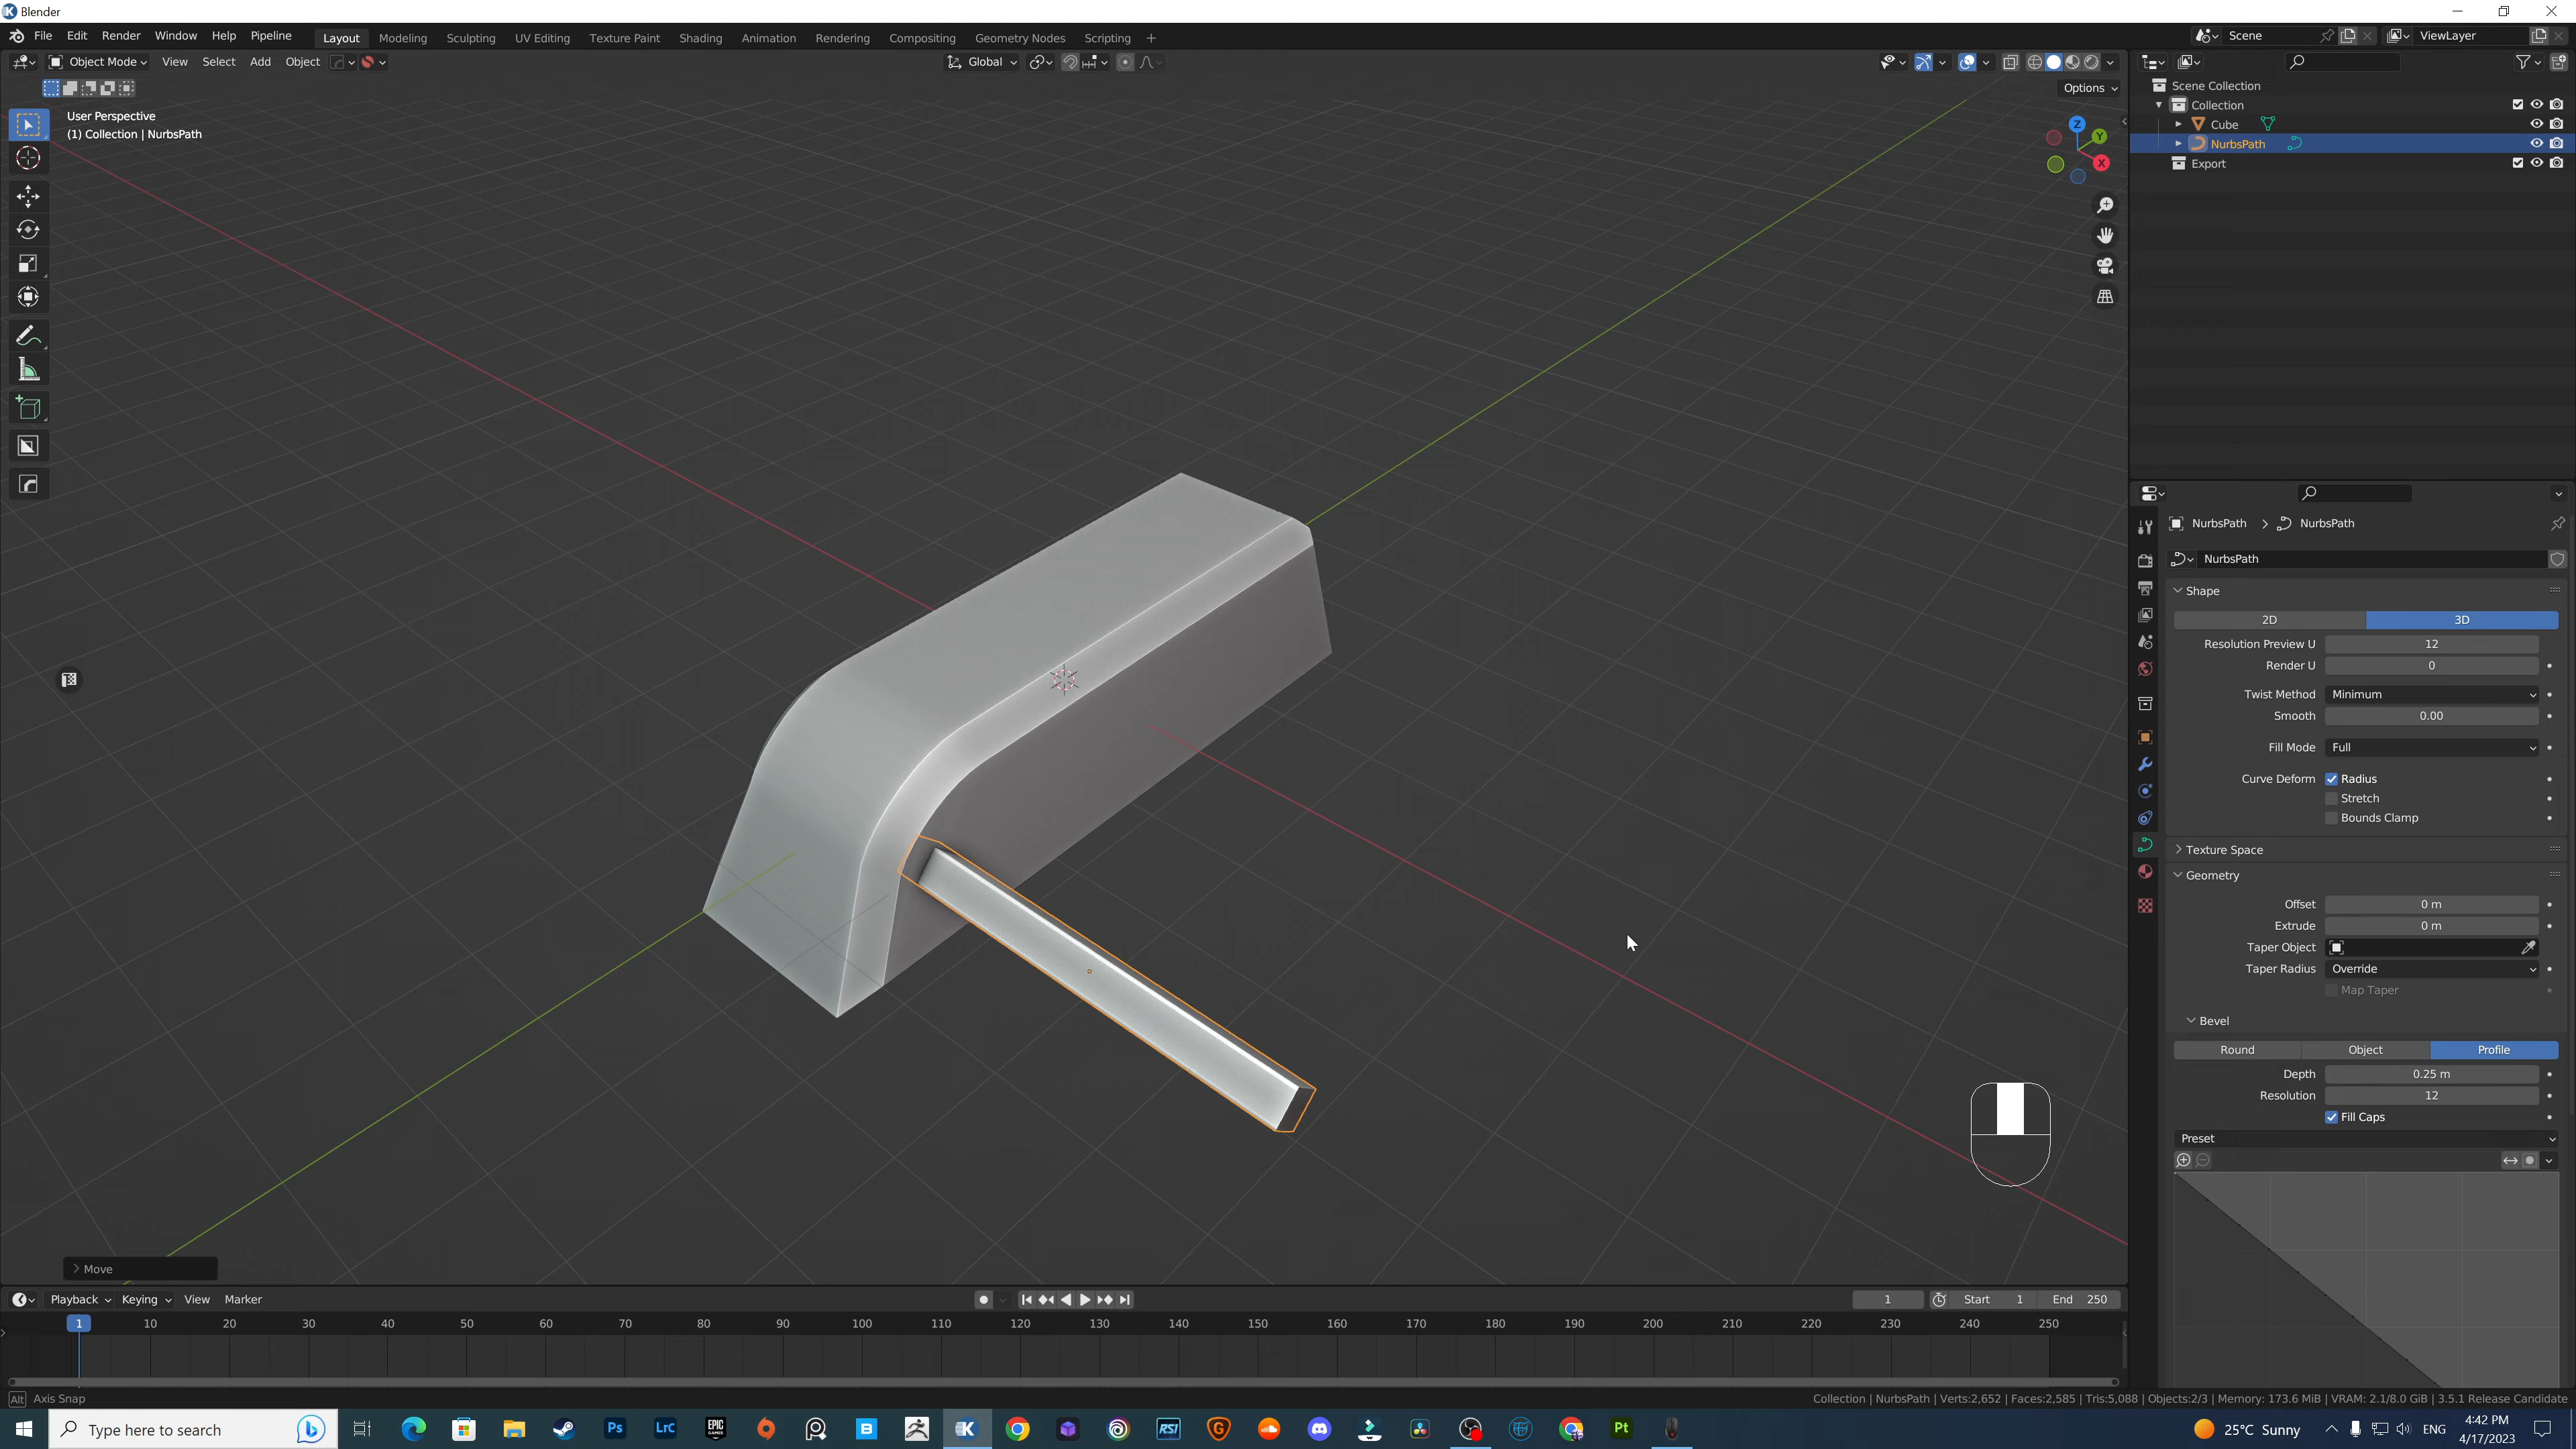 Blender
File Edit Render Window Help Pipeline Layout Modeling Sculpting UV Editing Texture Paint Shading Animation Rendering Compositing Geometry Nodes Scripting + Scene ViewLayer
Object Mode View Select Add Object Global
Options
User Perspective
(1) Collection | NurbsPath
Z
Y
X
Move
Scene Collection
Collection
Cube
NurbsPath
Export
NurbsPath > NurbsPath
NurbsPath
Shape
2D 3D
Resolution Preview U 12
Render U 0
Twist Method Minimum
Smooth 0.00
Fill Mode Full
Curve Deform Radius
Stretch
Bounds Clamp
Texture Space
Geometry
Offset 0 m
Extrude 0 m
Taper Object
Taper Radius Override
Map Taper
Bevel
Round Object Profile
Depth 0.25 m
Resolution 12
Fill Caps
Preset
Playback Keying View Marker 1 Start 1 End 250
1 10 20 30 40 50 60 70 80 90 100 110 120 130 140 150 160 170 180 190 200 210 220 230 240 250
Alt Axis Snap
Collection | NurbsPath | Verts:2,652 | Faces:2,585 | Tris:5,088 | Objects:2/3 | Memory: 173.6 MiB | VRAM: 2.1/8.0 GiB | 3.5.1 Release Candidate
Type here to search Ps LrC EPIC GAMES B RSI G Pt 25°C Sunny ENG
4:42 PM
4/17/2023